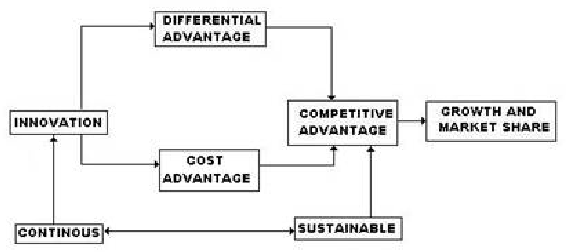 DIFFERENTIAL
ADVANTAGE
INNOVATION
COMPETITIVE
ADVANTAGE
GROWTH AND
MARKET SHARE
COST
ADVANTAGE
CONTINOUS
SUSTAINABLE